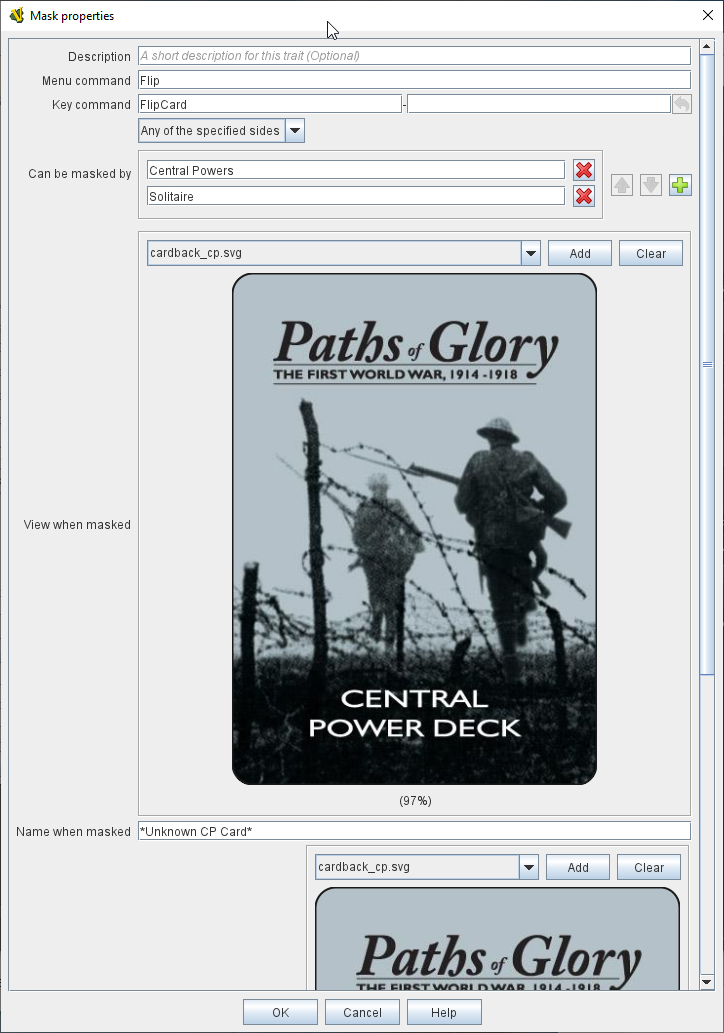 Mask properties
Description A short description for this trait (Optional)
Menu command Flip
Key command FlipCard -
Any of the specified sides
Can be masked by Central Powers
Solitaire
cardback_cp.svg Add Clear
Paths of Glory
THE FIRST WORLD WAR, 1914-1918
CENTRAL
POWER DECK
(97%)
View when masked
Name when masked *Unknown CP Card*
cardback_cp.svg Add Clear
Paths of Glory
THE FIRST WORLD WAR, 1914-1918
OK Cancel Help